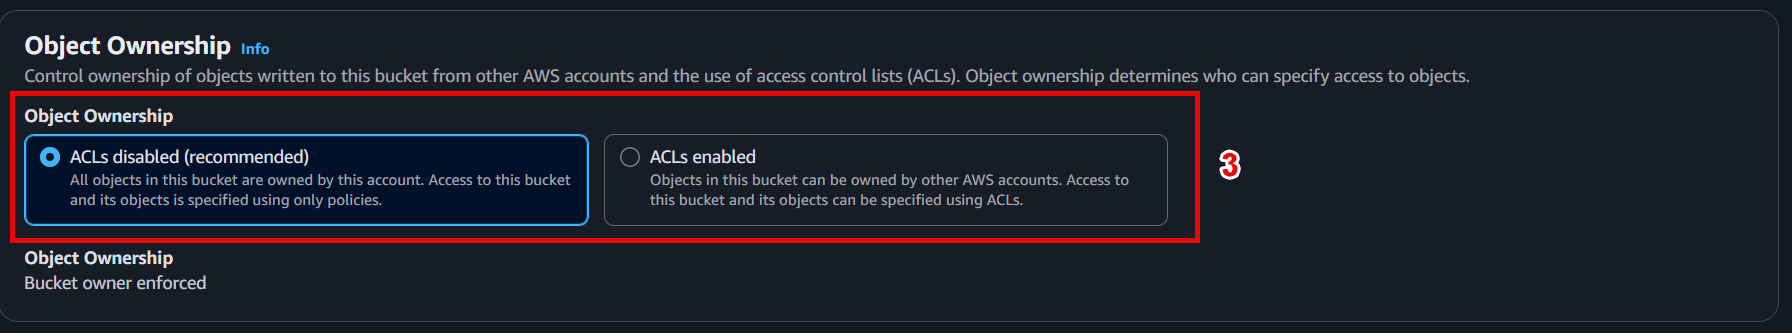 Object Ownership Info
Control ownership of objects written to this bucket from other AWS accounts and the use of access control lists (ACLs). Object ownership determines who can specify access to objects.
Object Ownership
ACLs disabled (recommended)
All objects in this bucket are owned by this account. Access to this bucket
and its objects is specified using only policies.
ACLs enabled
Objects in this bucket can be owned by other AWS accounts. Access to
this bucket and its objects can be specified using ACLs.
3
Object Ownership
Bucket owner enforced